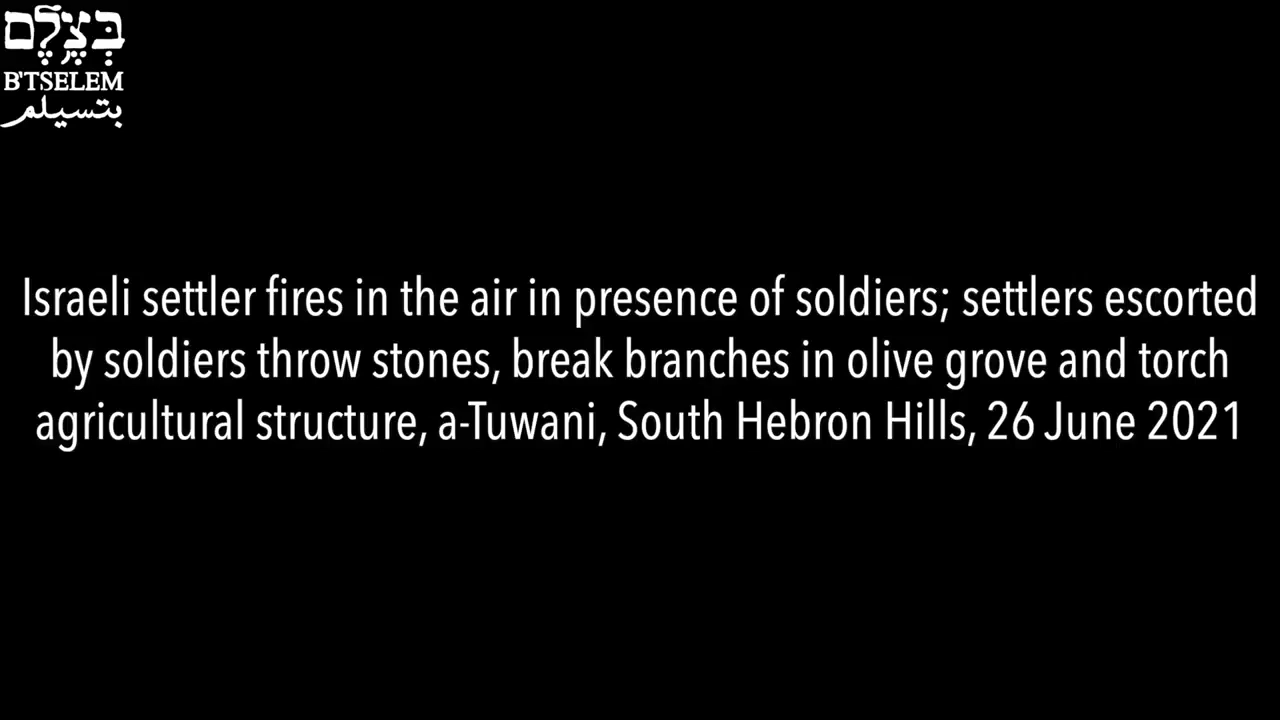 בְּצֶלֶם
B'TSELEM
بتسيلم
Israeli settler fires in the air in presence of soldiers; settlers escorted
by soldiers throw stones, break branches in olive grove and torch
agricultural structure, a-Tuwani, South Hebron Hills, 26 June 2021